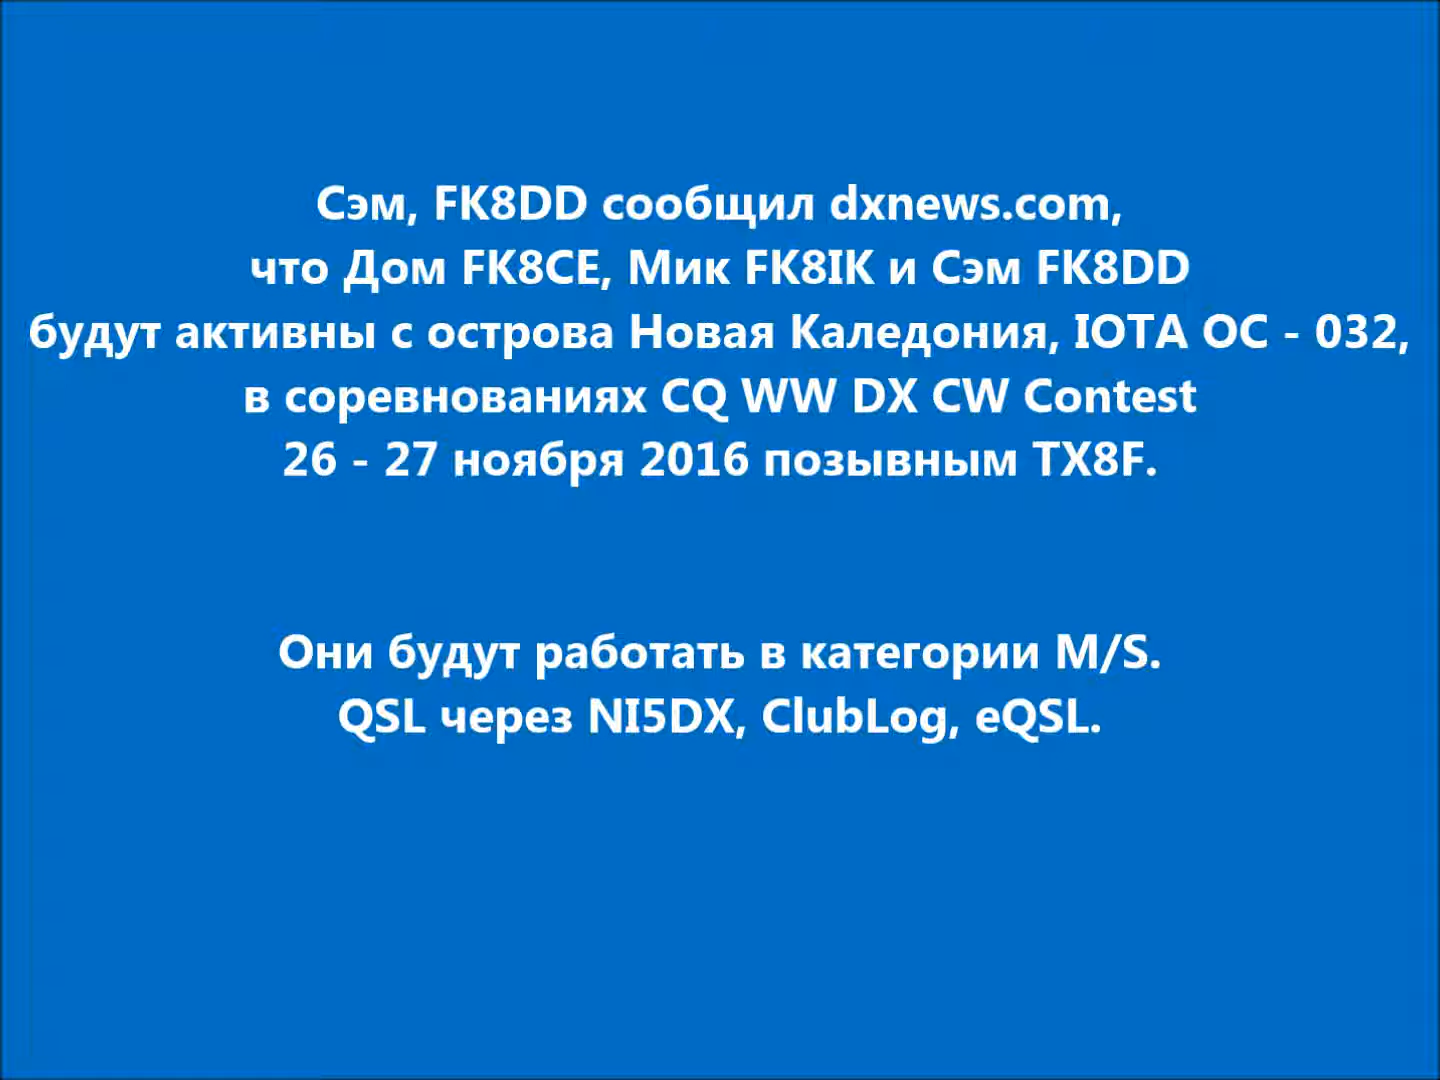 Сэм, FK8DD сообщил dxnews.com,
что Дом FK8CE, Мик FK8IK и Сэм FK8DD
будут активны с острова Новая Каледония, IOTA OC - 032,
в соревнованиях CQ WW DX CW Contest
26 - 27 ноября 2016 позывным TX8F.
Они будут работать в категории M/S.
QSL через NI5DX, ClubLog, eQSL.